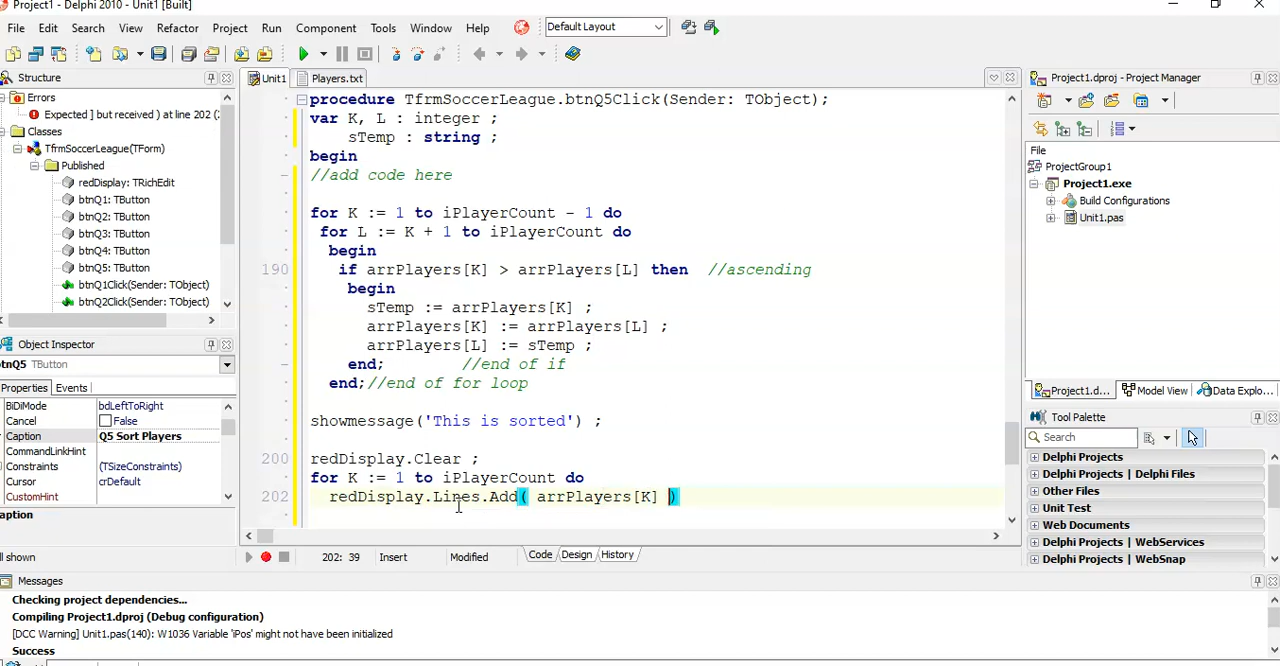 Project1 - Delphi 2010 - Unit1 [Built]
File Edit Search View Refactor Project Run Component Tools Window Help Default Layout
Structure
Unit1 Players.txt
Project1.dproj - Project Manager
Errors
Expected ] but received ) at line 202 (
Classes
TfrmSoccerLeague(TForm)
Published
redDisplay: TRichEdit
btnQ1: TButton
btnQ2: TButton
btnQ3: TButton
btnQ4: TButton
btnQ5: TButton
btnQ1Click(Sender: TObject)
btnQ2Click(Sender: TObject)
Object Inspector
btnQ5 TButton
Properties Events
BiDiMode bdLeftToRight
Cancel False
Caption Q5 Sort Players
CommandLinkHint
Constraints (TSizeConstraints)
Cursor crDefault
CustomHint
Caption
All shown
procedure TfrmSoccerLeague.btnQ5Click(Sender: TObject);
var K, L : integer ;
sTemp : string ;
begin
//add code here
for K := 1 to iPlayerCount - 1 do
for L := K + 1 to iPlayerCount do
begin
190 if arrPlayers[K] > arrPlayers[L] then //ascending
begin
sTemp := arrPlayers[K] ;
arrPlayers[K] := arrPlayers[L] ;
arrPlayers[L] := sTemp ;
end; //end of if
end;//end of for loop
showmessage('This is sorted') ;
200 redDisplay.Clear ;
for K := 1 to iPlayerCount do
202 redDisplay.Lines.Add( arrPlayers[K] )
202: 39 Insert Modified Code Design History
File
ProjectGroup1
Project1.exe
Build Configurations
Unit1.pas
Project1.d... Model View Data Explo...
Tool Palette
Search
Delphi Projects
Delphi Projects | Delphi Files
Other Files
Unit Test
Web Documents
Delphi Projects | WebServices
Delphi Projects | WebSnap
Messages
Checking project dependencies...
Compiling Project1.dproj (Debug configuration)
[DCC Warning] Unit1.pas(140): W1036 Variable 'iPos' might not have been initialized
Success